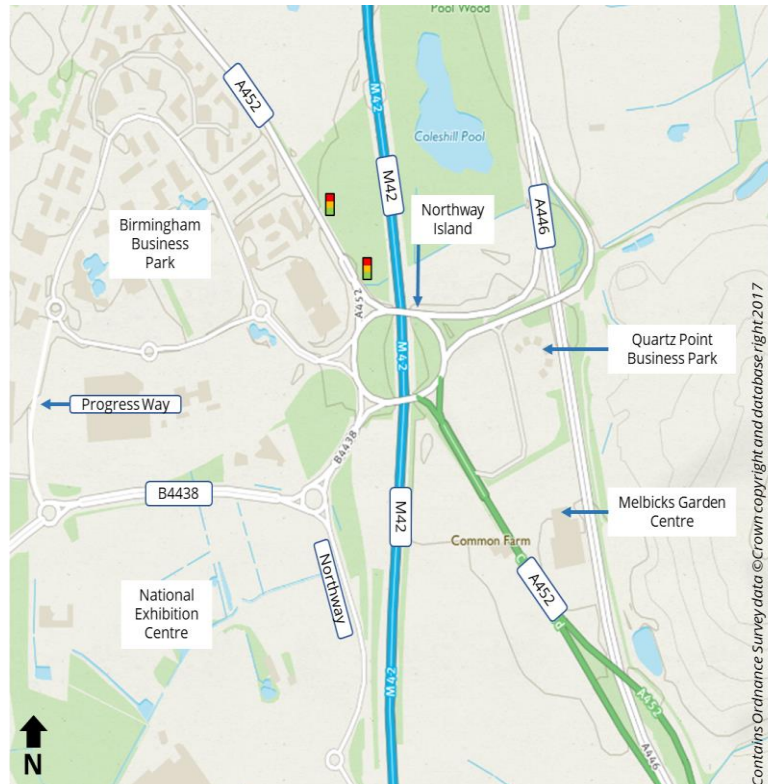 Pool Wood
A452
M42
Coleshill Pool
M42
Northway
Island
A446
Birmingham
Business
Park
A452
M42
Quartz Point
Business Park
Progress Way
B4438
B4438
M42
Melbicks Garden
Centre
Common Farm
Northway
A452
National
Exhibition
Centre
M42
A452
A446
N
Contains Ordnance Survey data © Crown copyright and database right 2017